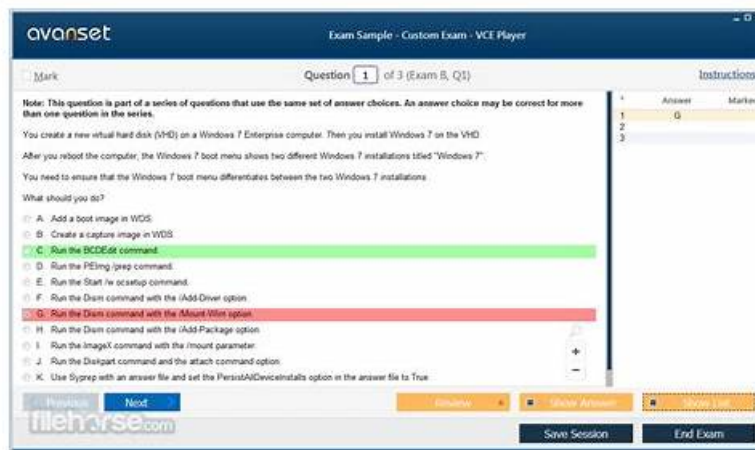 avanset
Exam Sample - Custom Exam - VCE Player
Mark
Question 1 of 3 (Exam B, Q1)
Instructions
Note: This question is part of a series of questions that use the same set of answer choices. An answer choice may be correct for more
than one question in the series.
You create a new virtual hard disk (VHD) on a Windows 7 Enterprise computer. Then you install Windows 7 on the VHD.
After you reboot the computer, the Windows 7 boot menu shows two different Windows 7 installations titled "Windows 7".
You need to ensure that the Windows 7 boot menu differentiates between the two Windows 7 installations.
What should you do?
A. Add a boot image in WDS.
B. Create a capture image in WDS.
C. Run the BCDEdit command.
D. Run the PEImg /prep command.
E. Run the Start /w ocsetup command.
F. Run the Dism command with the /Add-Driver option.
G. Run the Dism command with the /Mount-Wim option.
H. Run the Dism command with the /Add-Package option.
I. Run the ImageX command with the /mount parameter.
J. Run the Diskpart command and the attach command option.
K. Use Sysprep with an answer file and set the PersistAllDeviceInstalls option in the answer file to True.
* Answer Marked
1 G
2
3
+
−
Previous
Next
Review
Show Answer
Show List
filehorse.com
Save Session
End Exam